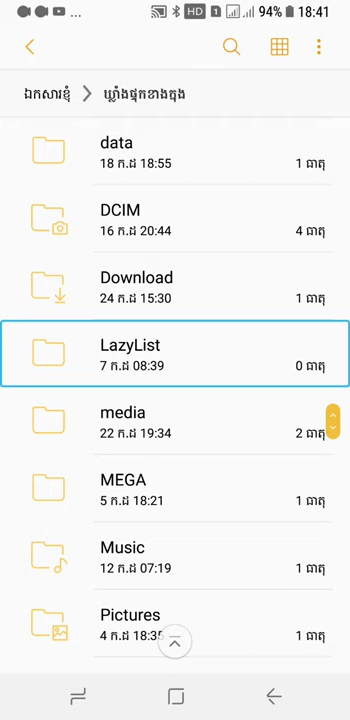 ... HD 1 94% 18:41
ឯកសារខ្ញុំ > ឃ្លាំងផ្ទុកខាងក្នុង
data
18 ក.ដ 18:55 1 ធាតុ
DCIM
16 ក.ដ 20:44 4 ធាតុ
Download
24 ក.ដ 15:30 1 ធាតុ
LazyList
7 ក.ដ 08:39 0 ធាតុ
media
22 ក.ដ 19:34 2 ធាតុ
MEGA
5 ក.ដ 18:21 1 ធាតុ
Music
12 ក.ដ 07:19 1 ធាតុ
Pictures
4 ក.ដ 18:35 1 ធាតុ